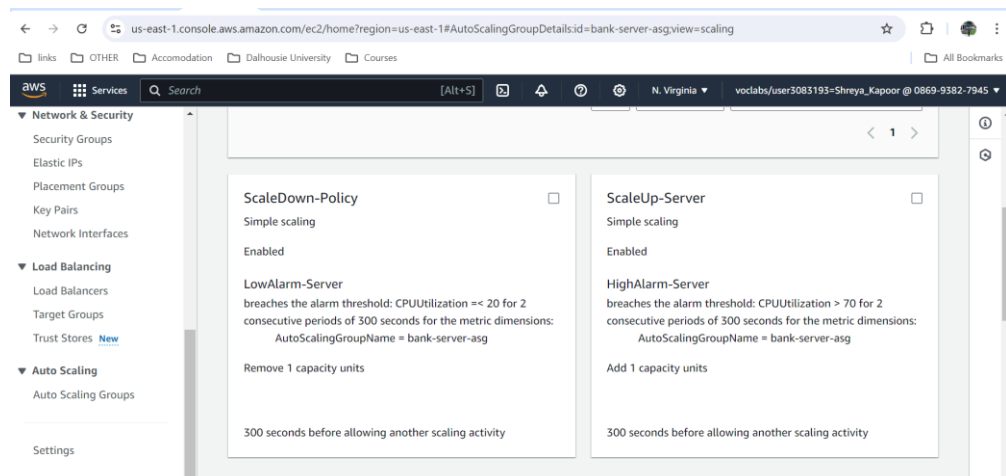 us-east-1.console.aws.amazon.com/ec2/home?region=us-east-1#AutoScalingGroupDetails:id=bank-server-asg;view=scaling
links OTHER Accomodation Dalhousie University Courses All Bookmarks
aws Services Search [Alt+S] N. Virginia voclabs/user3083193=Shreya_Kapoor @ 0869-9382-7945
Network & Security
Security Groups
Elastic IPs
Placement Groups
Key Pairs
Network Interfaces
Load Balancing
Load Balancers
Target Groups
Trust Stores New
Auto Scaling
Auto Scaling Groups
Settings
1
ScaleDown-Policy
Simple scaling
Enabled
LowAlarm-Server
breaches the alarm threshold: CPUUtilization =< 20 for 2
consecutive periods of 300 seconds for the metric dimensions:
AutoScalingGroupName = bank-server-asg
Remove 1 capacity units
300 seconds before allowing another scaling activity
ScaleUp-Server
Simple scaling
Enabled
HighAlarm-Server
breaches the alarm threshold: CPUUtilization > 70 for 2
consecutive periods of 300 seconds for the metric dimensions:
AutoScalingGroupName = bank-server-asg
Add 1 capacity units
300 seconds before allowing another scaling activity